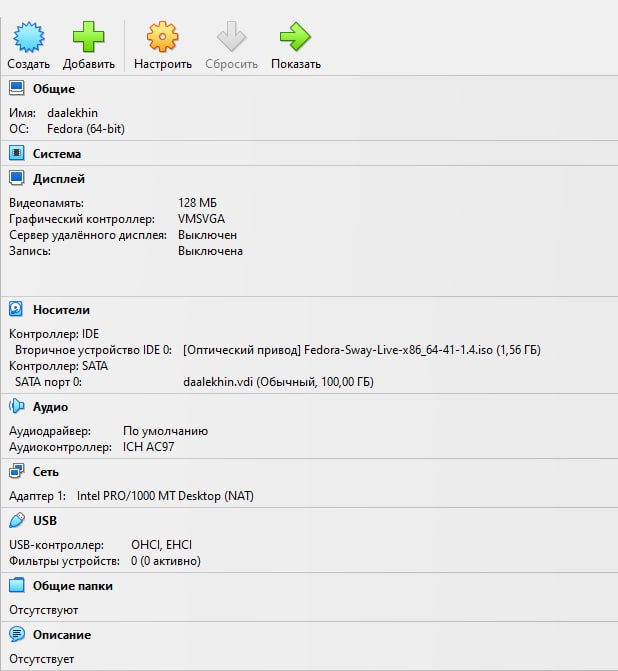 Создать Добавить Настроить Сбросить Показать
Общие
Имя: daalekhin
ОС: Fedora (64-bit)
Система
Дисплей
Видеопамять: 128 МБ
Графический контроллер: VMSVGA
Сервер удалённого дисплея: Выключен
Запись: Выключена
Носители
Контроллер: IDE
Вторичное устройство IDE 0: [Оптический привод] Fedora-Sway-Live-x86_64-41-1.4.iso (1,56 ГБ)
Контроллер: SATA
SATA порт 0: daalekhin.vdi (Обычный, 100,00 ГБ)
Аудио
Аудиодрайвер: По умолчанию
Аудиоконтроллер: ICH AC97
Сеть
Адаптер 1: Intel PRO/1000 MT Desktop (NAT)
USB
USB-контроллер: OHCI, EHCI
Фильтры устройств: 0 (0 активно)
Общие папки
Отсутствуют
Описание
Отсутствует